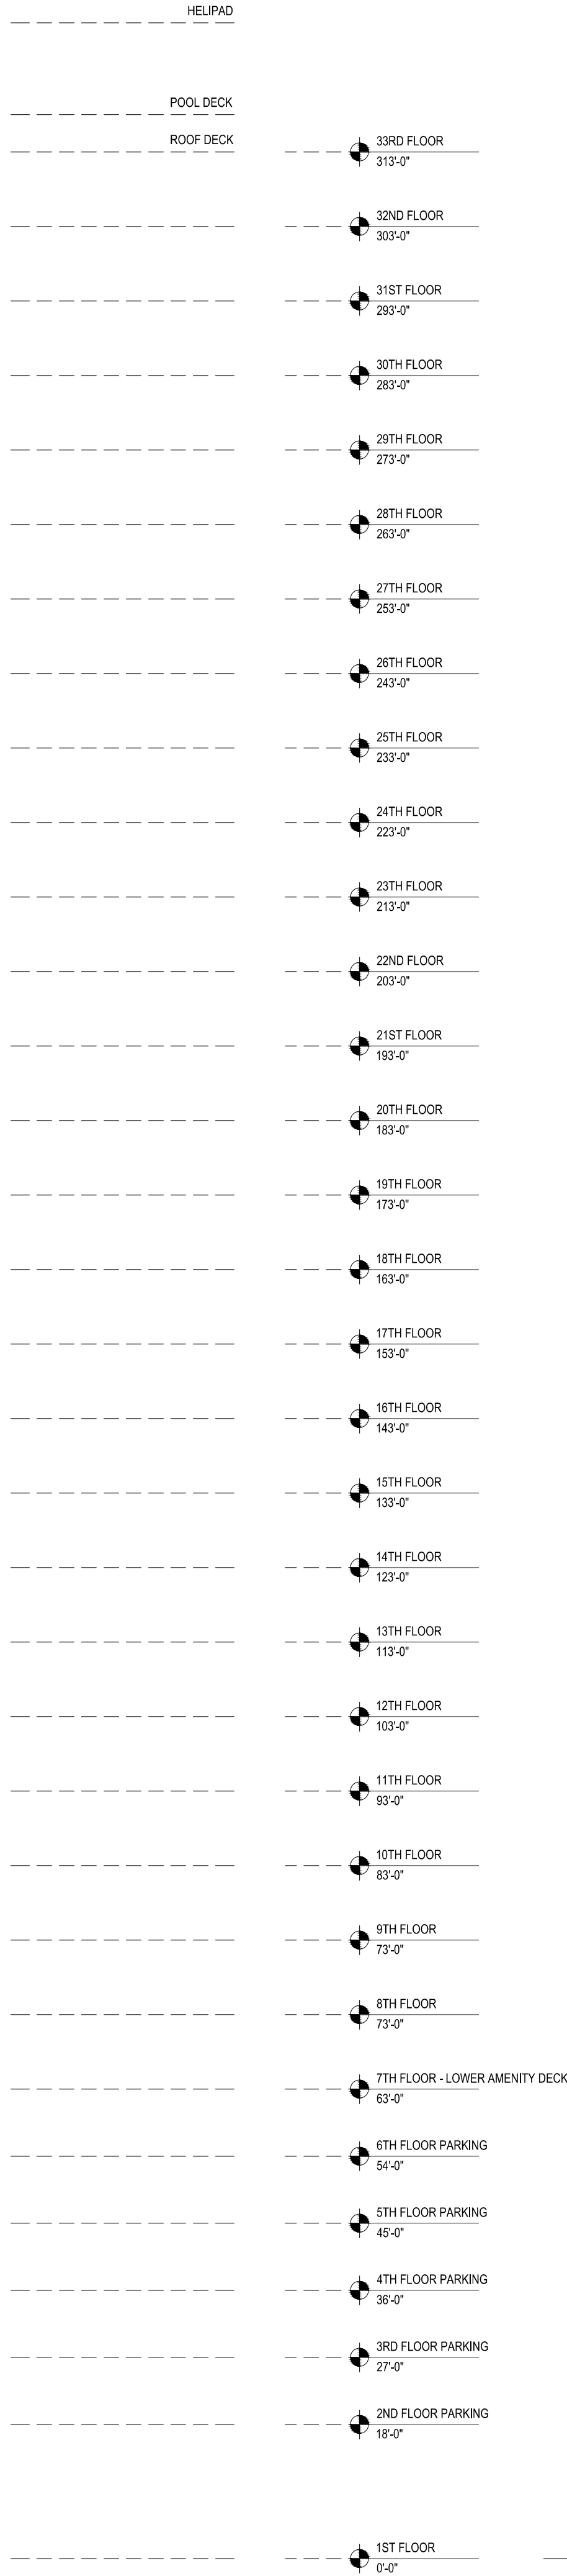 HELIPAD
POOL DECK
ROOF DECK
33RD FLOOR
313'-0"
32ND FLOOR
303'-0"
31ST FLOOR
293'-0"
30TH FLOOR
283'-0"
29TH FLOOR
273'-0"
28TH FLOOR
263'-0"
27TH FLOOR
253'-0"
26TH FLOOR
243'-0"
25TH FLOOR
233'-0"
24TH FLOOR
223'-0"
23TH FLOOR
213'-0"
22ND FLOOR
203'-0"
21ST FLOOR
193'-0"
20TH FLOOR
183'-0"
19TH FLOOR
173'-0"
18TH FLOOR
163'-0"
17TH FLOOR
153'-0"
16TH FLOOR
143'-0"
15TH FLOOR
133'-0"
14TH FLOOR
123'-0"
13TH FLOOR
113'-0"
12TH FLOOR
103'-0"
11TH FLOOR
93'-0"
10TH FLOOR
83'-0"
9TH FLOOR
73'-0"
8TH FLOOR
73'-0"
7TH FLOOR - LOWER AMENITY DECK
63'-0"
6TH FLOOR PARKING
54'-0"
5TH FLOOR PARKING
45'-0"
4TH FLOOR PARKING
36'-0"
3RD FLOOR PARKING
27'-0"
2ND FLOOR PARKING
18'-0"
1ST FLOOR
0'-0"